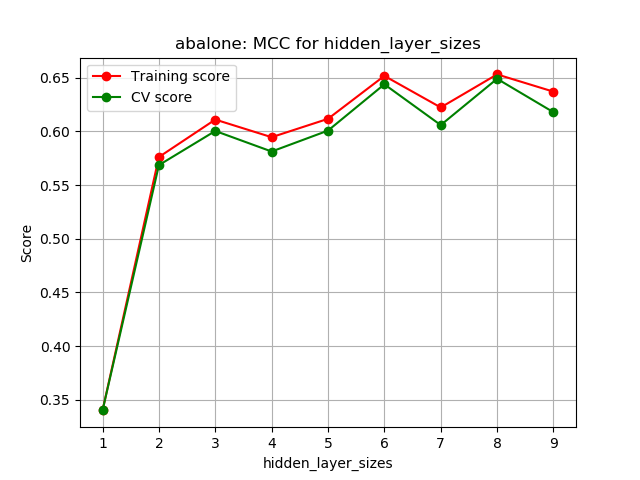 abalone: MCC for hidden_layer_sizes
Training score
CV score
Score
0.65
0.60
0.55
0.50
0.45
0.40
0.35
1 2 3 4 5 6 7 8 9
hidden_layer_sizes